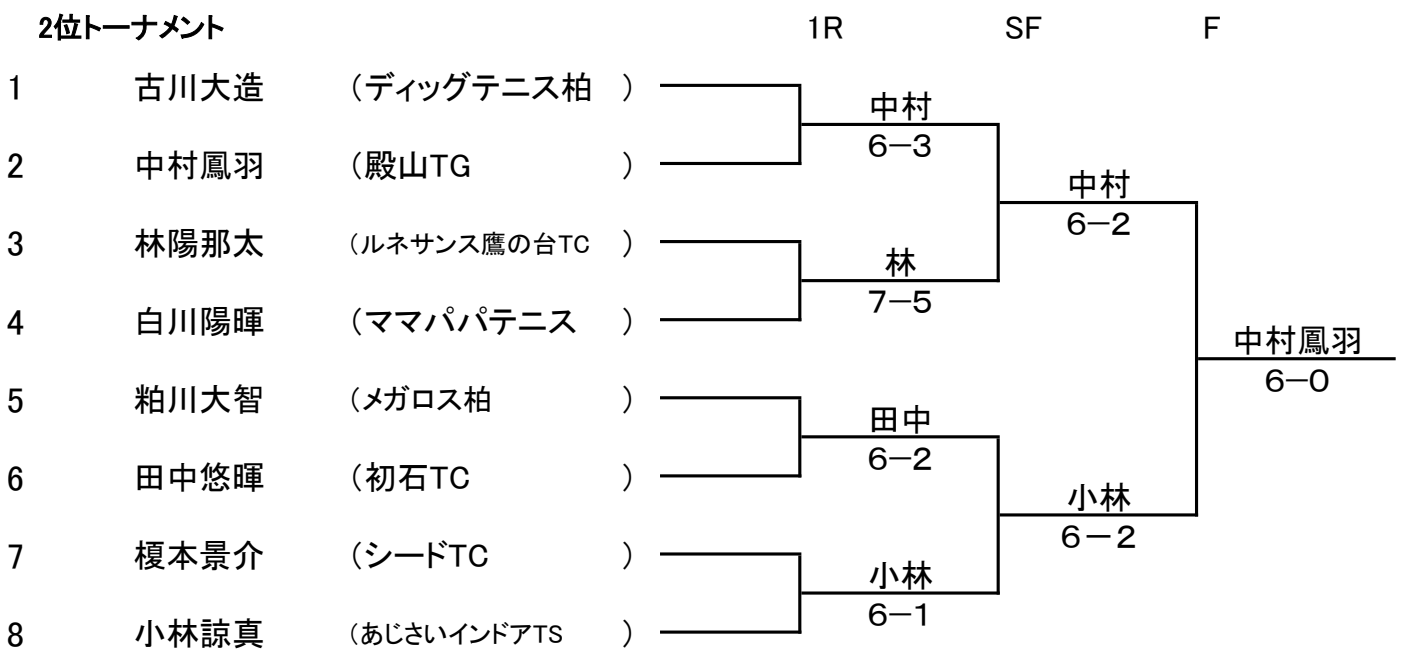 2位トーナメント 1R SF F
1 古川大造 （ディッグテニス柏 ）
中村
6－3
2 中村鳳羽 （殿山TG ）
中村
6－2
3 林陽那太 （ルネサンス鷹の台TC ）
林
7－5
4 白川陽暉 （ママパパテニス ）
中村鳳羽
6－0
5 粕川大智 （メガロス柏 ）
田中
6－2
6 田中悠暉 （初石TC ）
小林
6－2
7 榎本景介 （シードTC ）
小林
6－1
8 小林諒真 （あじさいインドアTS ）